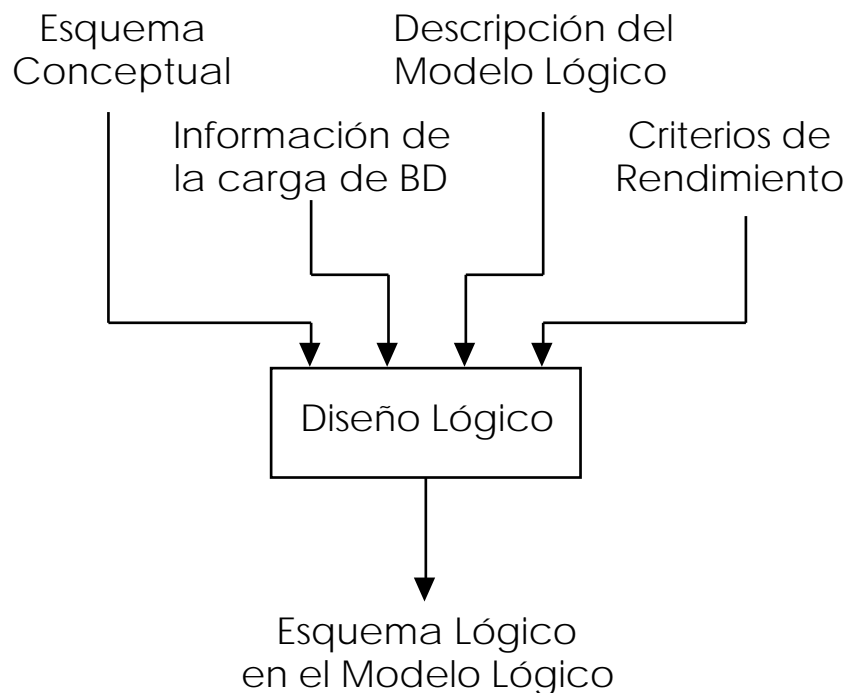 Esquema
Conceptual
Descripción del
Modelo Lógico
Información de
la carga de BD
Criterios de
Rendimiento
Diseño Lógico
Esquema Lógico
en el Modelo Lógico